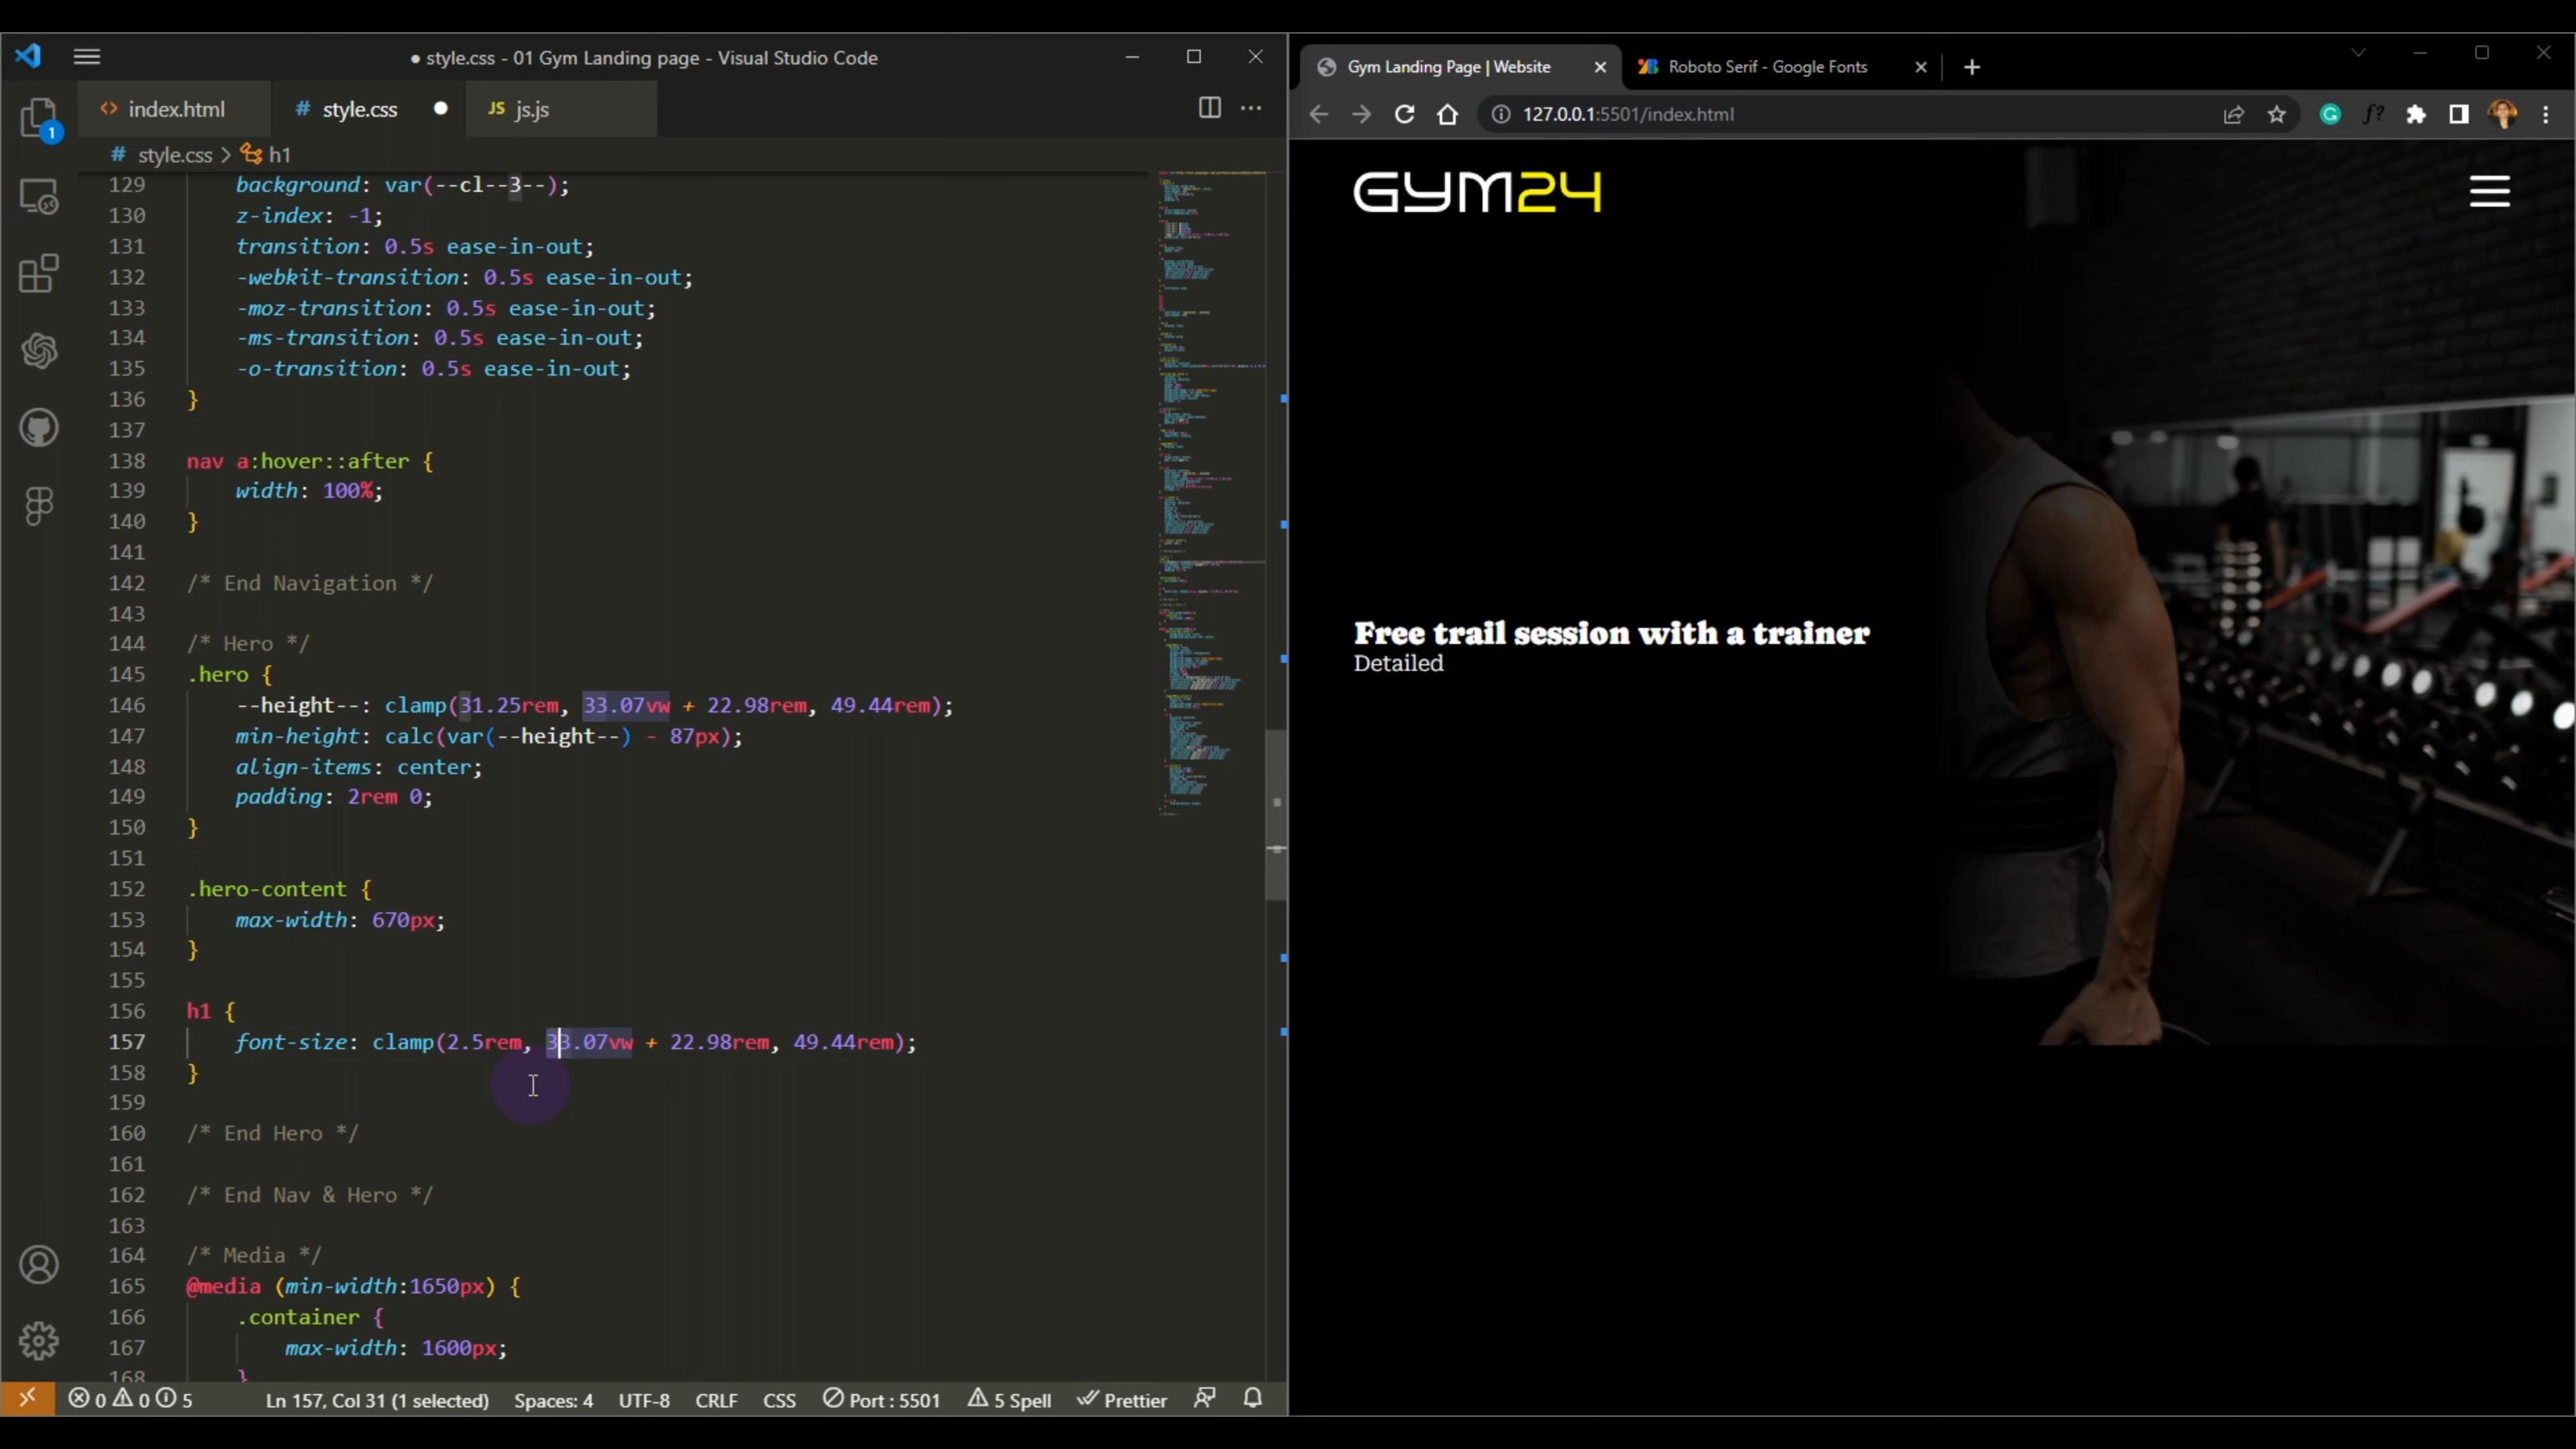 style.css - 01 Gym Landing page - Visual Studio Code
index.html
# style.css
JS js.js
# style.css > h1
129 background: var(--cl--3--);
130 z-index: -1;
131 transition: 0.5s ease-in-out;
132 -webkit-transition: 0.5s ease-in-out;
133 -moz-transition: 0.5s ease-in-out;
134 -ms-transition: 0.5s ease-in-out;
135 -o-transition: 0.5s ease-in-out;
136 }
137
138 nav a:hover::after {
139 width: 100%;
140 }
141
142 /* End Navigation */
143
144 /* Hero */
145 .hero {
146 --height--: clamp(31.25rem, 33.07vw + 22.98rem, 49.44rem);
147 min-height: calc(var(--height--) - 87px);
148 align-items: center;
149 padding: 2rem 0;
150 }
151
152 .hero-content {
153 max-width: 670px;
154 }
155
156 h1 {
157 font-size: clamp(2.5rem, 33.07vw + 22.98rem, 49.44rem);
158 }
159
160 /* End Hero */
161
162 /* End Nav & Hero */
163
164 /* Media */
165 @media (min-width:1650px) {
166 .container {
167 max-width: 1600px;
168 }
1
0 0 5
Ln 157, Col 31 (1 selected)
Spaces: 4
UTF-8
CRLF
CSS
Port : 5501
5 Spell
Prettier
Gym Landing Page | Website
Roboto Serif - Google Fonts
127.0.0.1:5501/index.html
f?
GYM24
Free trail session with a trainer
Detailed